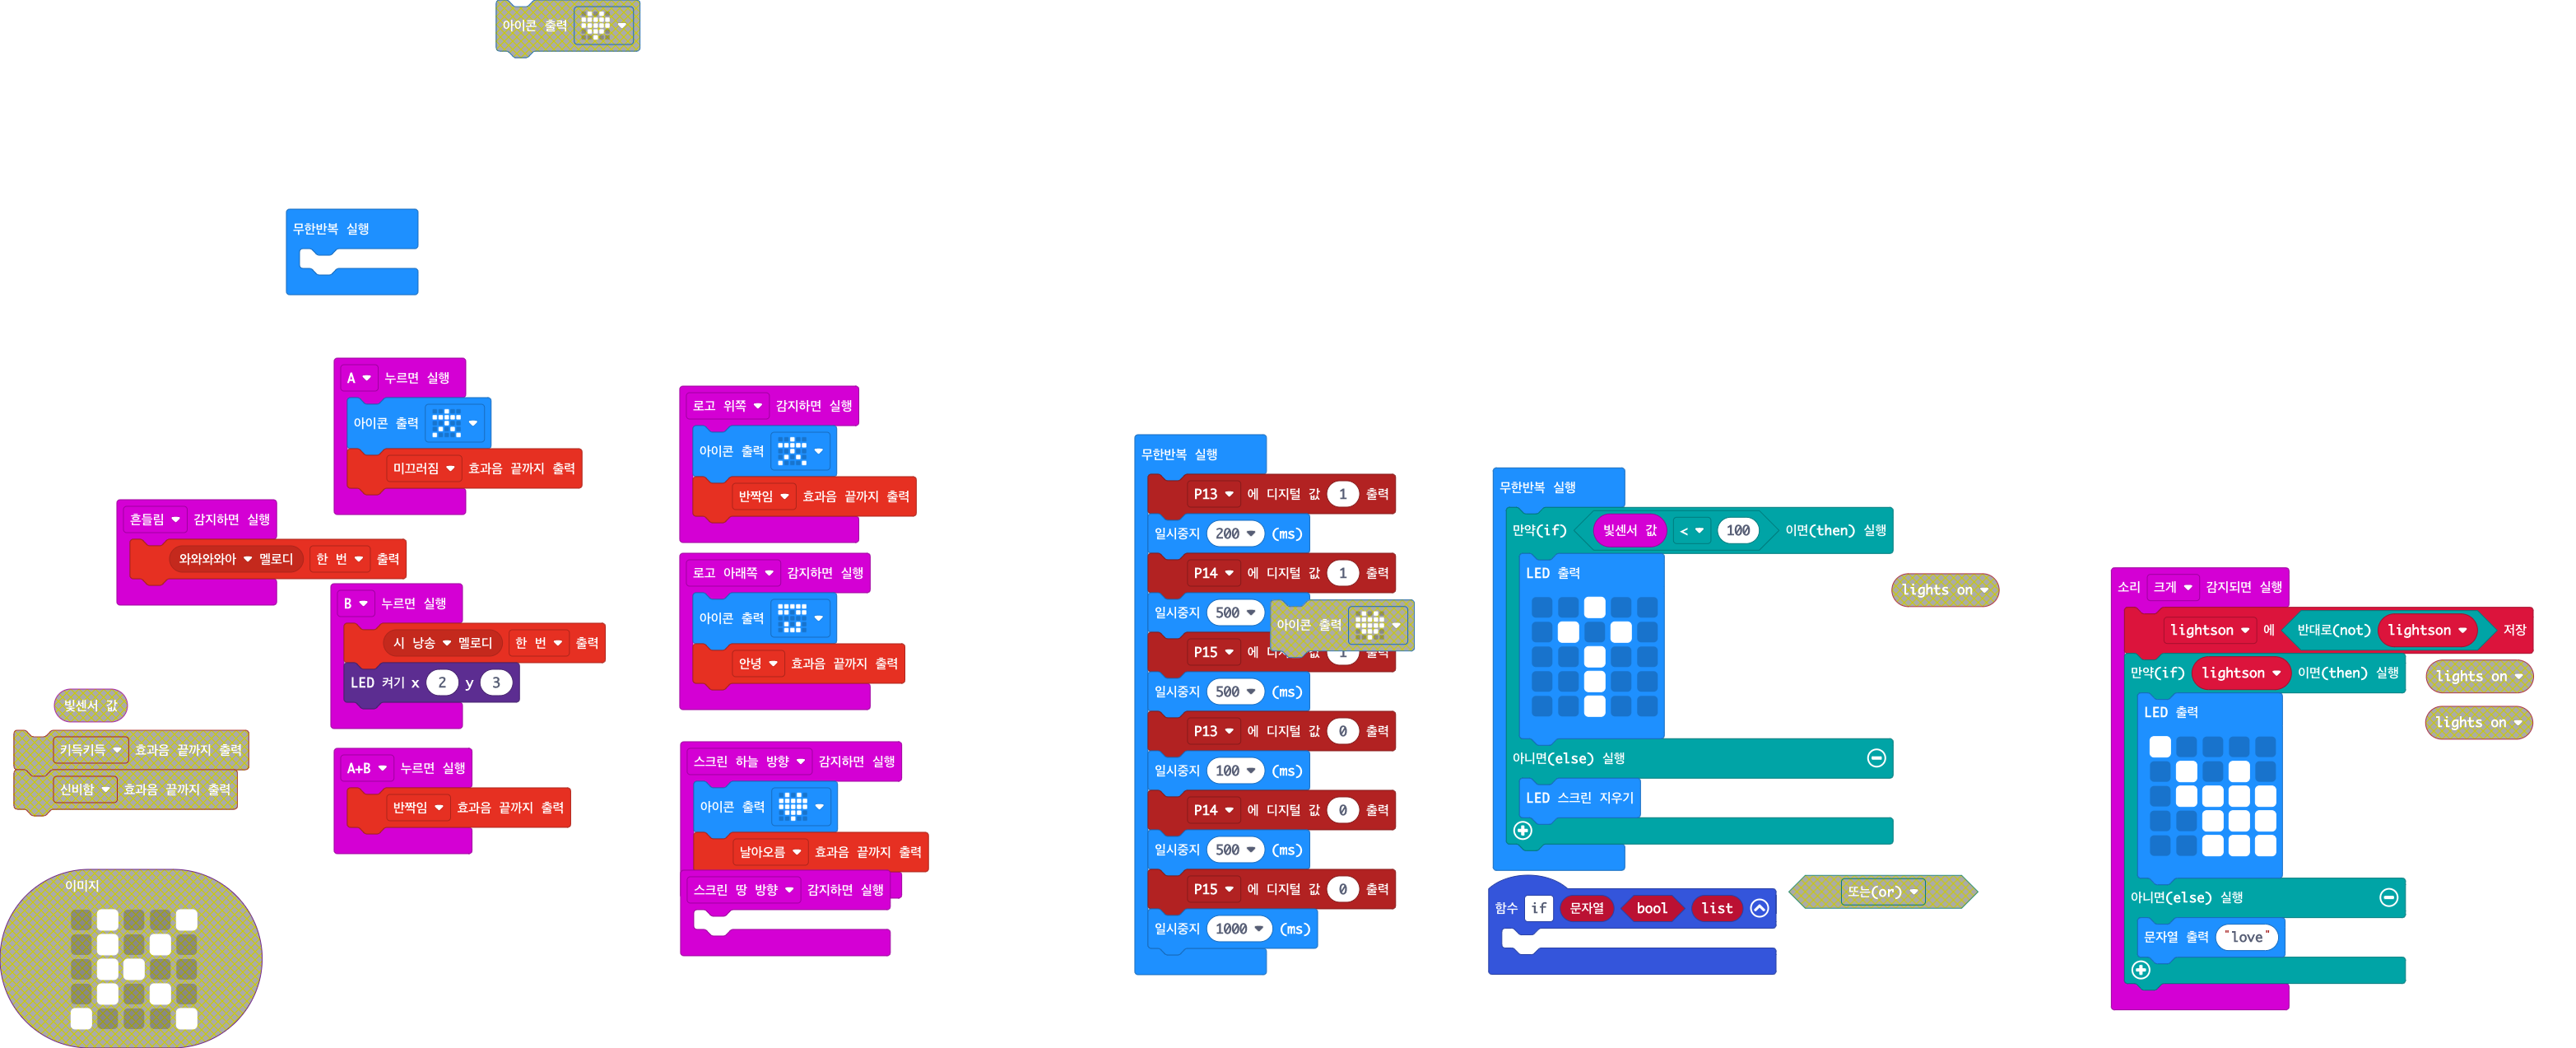 아이콘 출력
무한반복 실행
A 누르면 실행
아이콘 출력
미끄러짐 효과음 끝까지 출력
흔들림 감지하면 실행
와와와와아 멜로디 한 번 출력
B 누르면 실행
시 낭송 멜로디 한 번 출력
LED 켜기 x 2 y 3
빛센서 값
키득키득 효과음 끝까지 출력
신비함 효과음 끝까지 출력
A+B 누르면 실행
반짝임 효과음 끝까지 출력
이미지
로고 위쪽 감지하면 실행
아이콘 출력
반짝임 효과음 끝까지 출력
로고 아래쪽 감지하면 실행
아이콘 출력
안녕 효과음 끝까지 출력
스크린 하늘 방향 감지하면 실행
아이콘 출력
날아오름 효과음 끝까지 출력
스크린 땅 방향 감지하면 실행
무한반복 실행
P13 에 디지털 값 1 출력
일시중지 200 (ms)
P14 에 디지털 값 1 출력
일시중지 500
아이콘 출력
P15 에 디지털 값 1 출력
일시중지 500 (ms)
P13 에 디지털 값 0 출력
일시중지 100 (ms)
P14 에 디지털 값 0 출력
일시중지 500 (ms)
P15 에 디지털 값 0 출력
일시중지 1000 (ms)
무한반복 실행
만약(if) 빛센서 값 < 100 이면(then) 실행
LED 출력
아니면(else) 실행
LED 스크린 지우기
lights on
함수 if 문자열 bool list
또는(or)
소리 크게 감지되면 실행
lightson 에 반대로(not) lightson 저장
만약(if) lightson 이면(then) 실행
lights on
LED 출력
lights on
아니면(else) 실행
문자열 출력 "love"